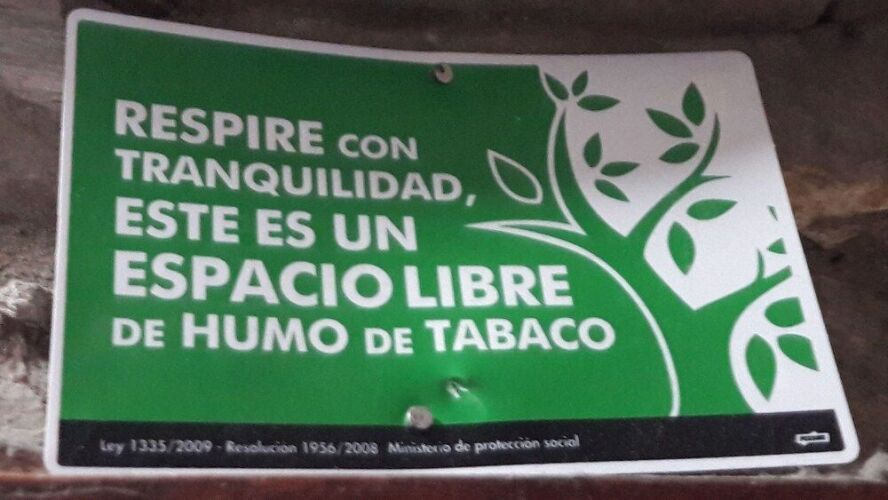 RESPIRE CON
TRANQUILIDAD,
ESTE ES UN
ESPACIO LIBRE
DE HUMO DE TABACO
Ley 1335/2009 - Resolución 1956/2008 Ministerio de protección social